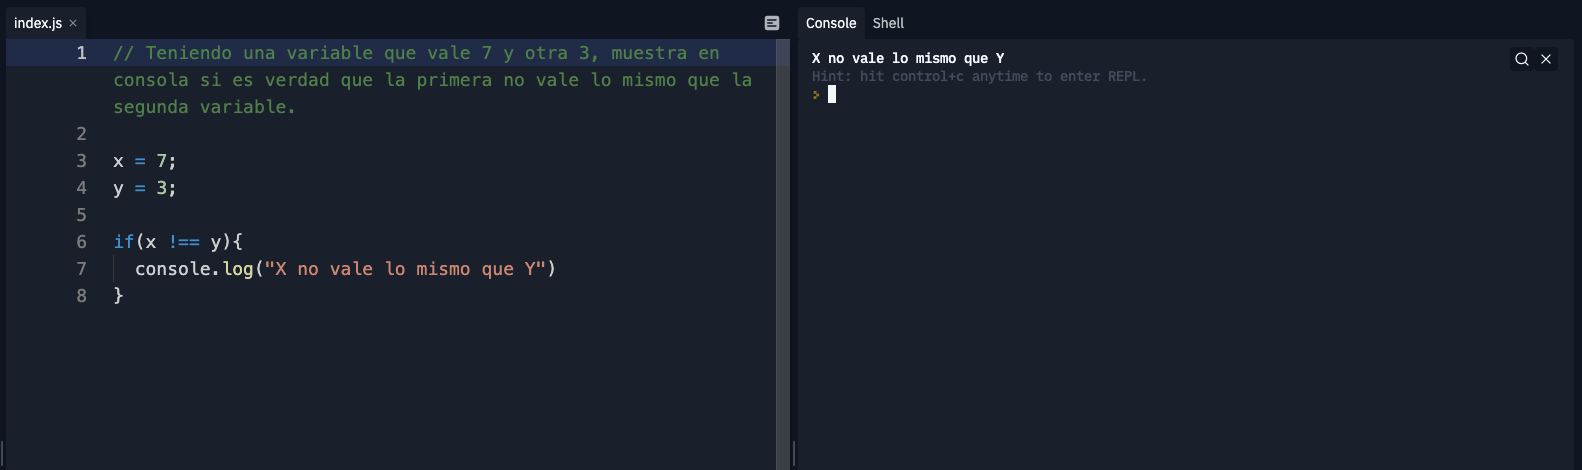 index.js ×
1 // Teniendo una variable que vale 7 y otra 3, muestra en
consola si es verdad que la primera no vale lo mismo que la
segunda variable.
2
3 x = 7;
4 y = 3;
5
6 if(x !== y){
7 console.log("X no vale lo mismo que Y")
8 }
Console Shell
X no vale lo mismo que Y
Hint: hit control+c anytime to enter REPL.
>